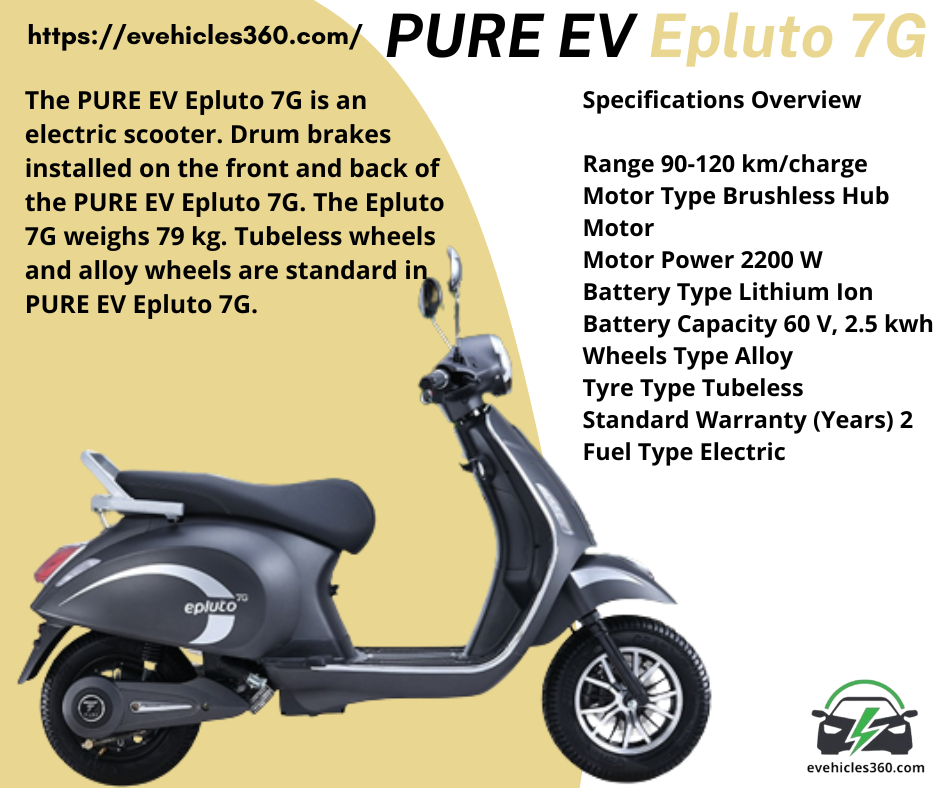 https://evehicles360.com/
PURE EV Epluto 7G
The PURE EV Epluto 7G is an
electric scooter. Drum brakes
installed on the front and back of
the PURE EV Epluto 7G. The Epluto
7G weighs 79 kg. Tubeless wheels
and alloy wheels are standard in
PURE EV Epluto 7G.
Specifications Overview
Range 90-120 km/charge
Motor Type Brushless Hub
Motor
Motor Power 2200 W
Battery Type Lithium Ion
Battery Capacity 60 V, 2.5 kwh
Wheels Type Alloy
Tyre Type Tubeless
Standard Warranty (Years) 2
Fuel Type Electric
epluto 7G
evehicles360.com